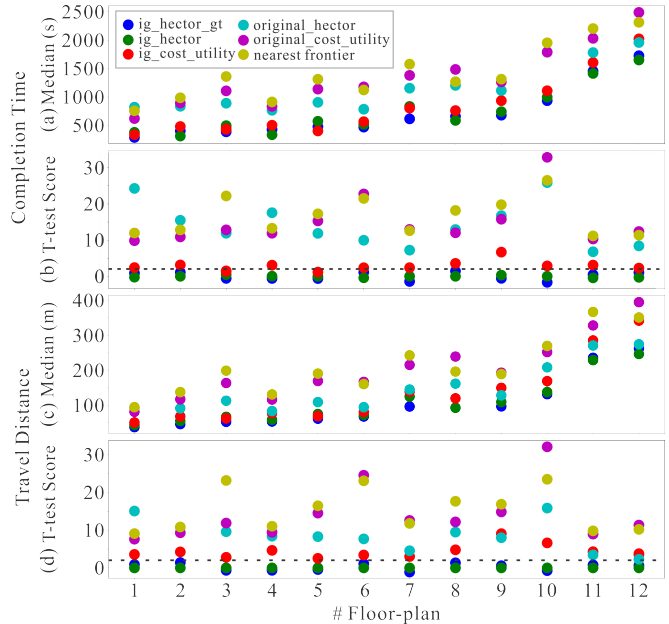 ig_hector_gt
ig_hector
ig_cost_utility
original_hector
original_cost_utility
nearest frontier
Completion Time
(a) Median (s)
2500
2000
1500
1000
500
(b) T-test Score
30
20
10
0
Travel Distance
(c) Median (m)
400
300
200
100
(d) T-test Score
30
20
10
0
1 2 3 4 5 6 7 8 9 10 11 12
# Floor-plan